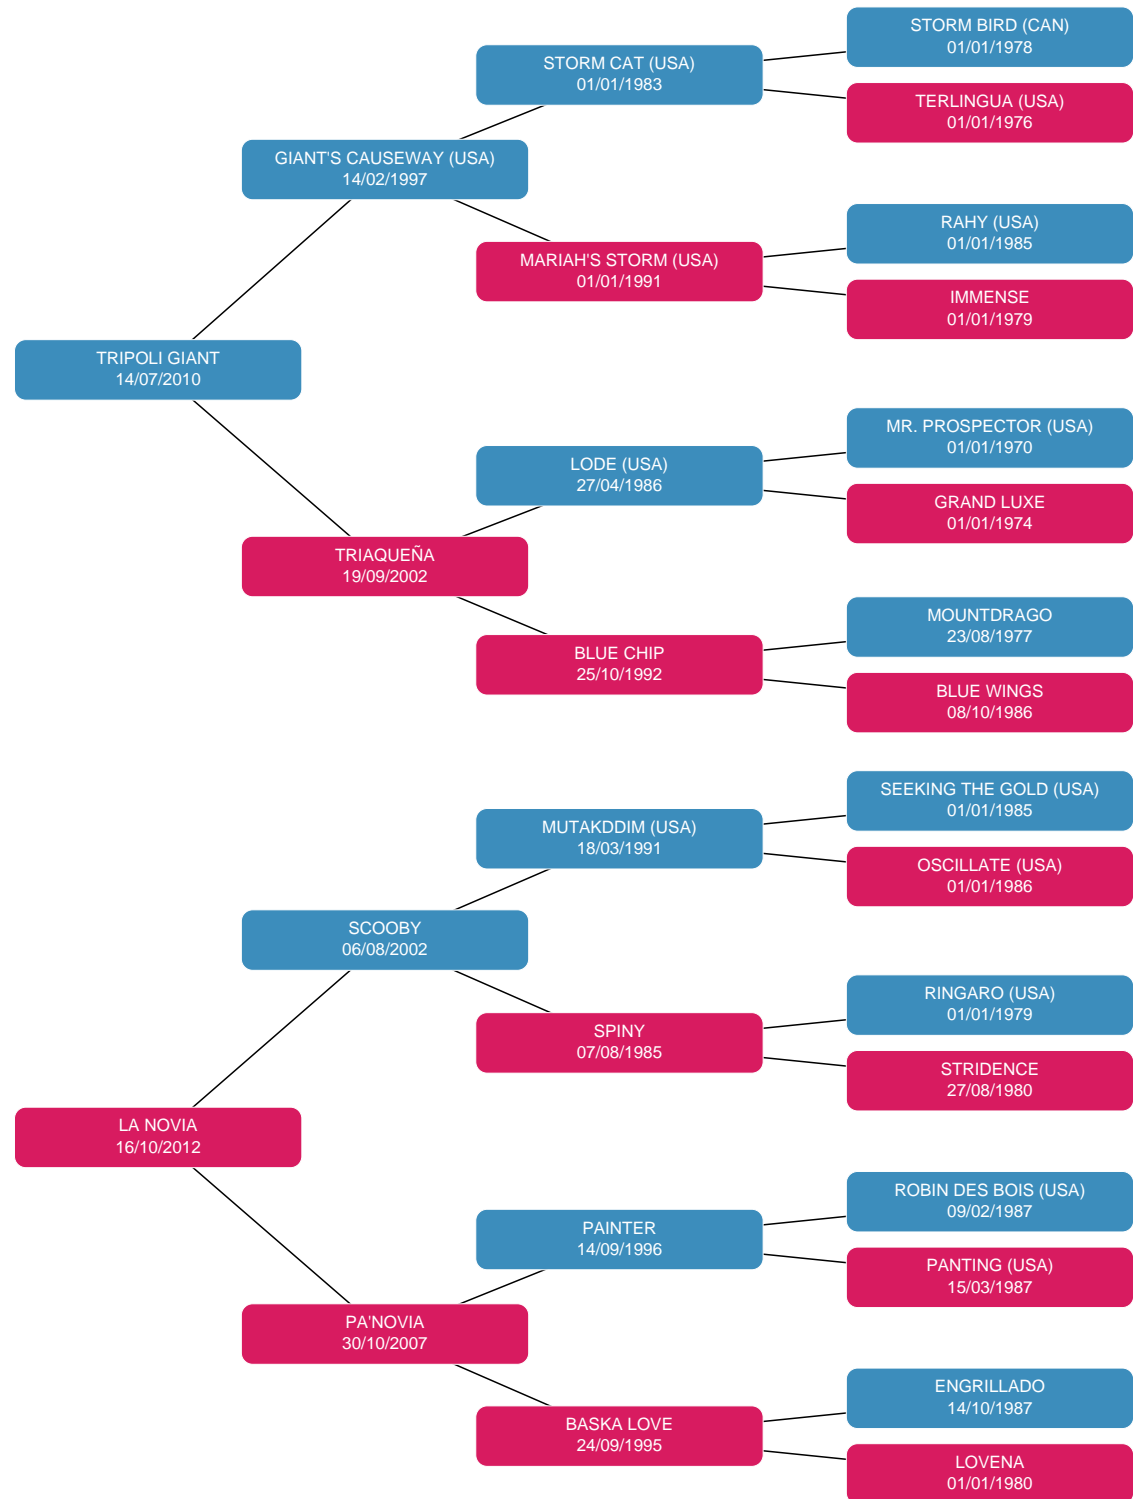 STORM BIRD (CAN)
01/01/1978
STORM CAT (USA)
01/01/1983
TERLINGUA (USA)
01/01/1976
GIANT'S CAUSEWAY (USA)
14/02/1997
RAHY (USA)
01/01/1985
MARIAH'S STORM (USA)
01/01/1991
IMMENSE
01/01/1979
TRIPOLI GIANT
14/07/2010
MR. PROSPECTOR (USA)
01/01/1970
LODE (USA)
27/04/1986
GRAND LUXE
01/01/1974
TRIAQUEÑA
19/09/2002
MOUNTDRAGO
23/08/1977
BLUE CHIP
25/10/1992
BLUE WINGS
08/10/1986
SEEKING THE GOLD (USA)
01/01/1985
MUTAKDDIM (USA)
18/03/1991
OSCILLATE (USA)
01/01/1986
SCOOBY
06/08/2002
RINGARO (USA)
01/01/1979
SPINY
07/08/1985
STRIDENCE
27/08/1980
LA NOVIA
16/10/2012
ROBIN DES BOIS (USA)
09/02/1987
PAINTER
14/09/1996
PANTING (USA)
15/03/1987
PA'NOVIA
30/10/2007
ENGRILLADO
14/10/1987
BASKA LOVE
24/09/1995
LOVENA
01/01/1980